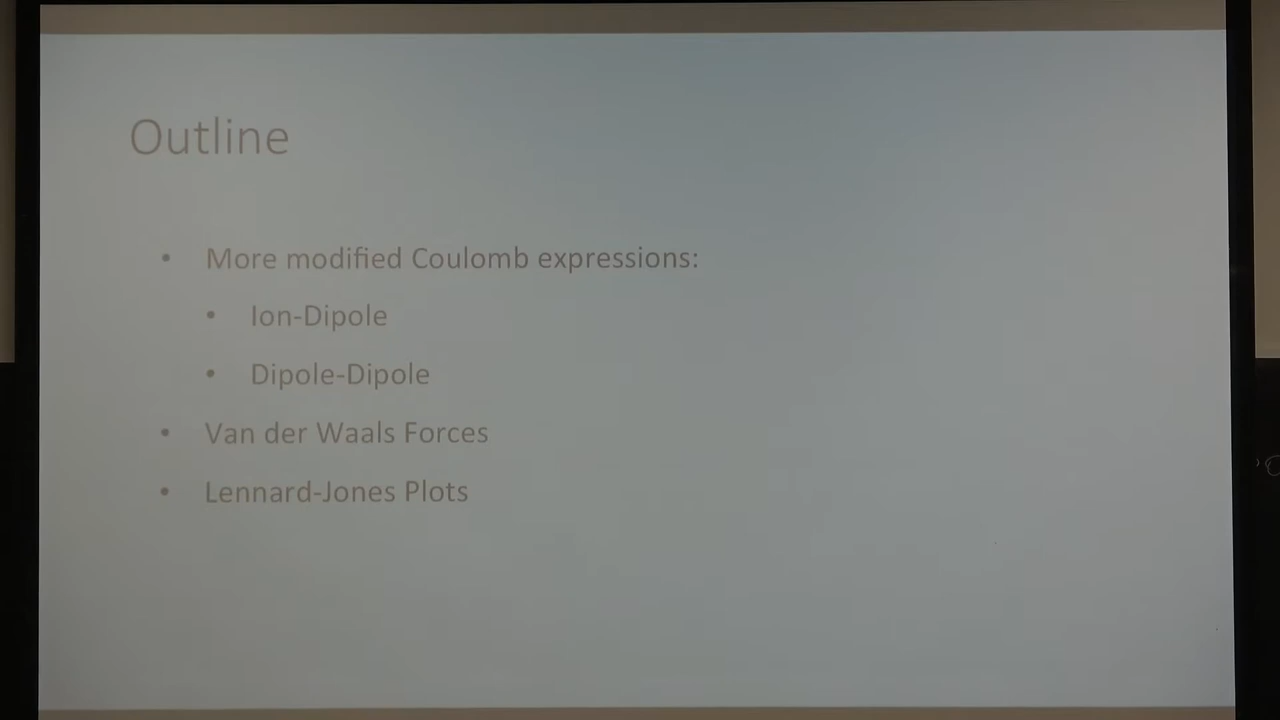 Outline
• More modified Coulomb expressions:
• Ion-Dipole
• Dipole-Dipole
• Van der Waals Forces
• Lennard-Jones Plots